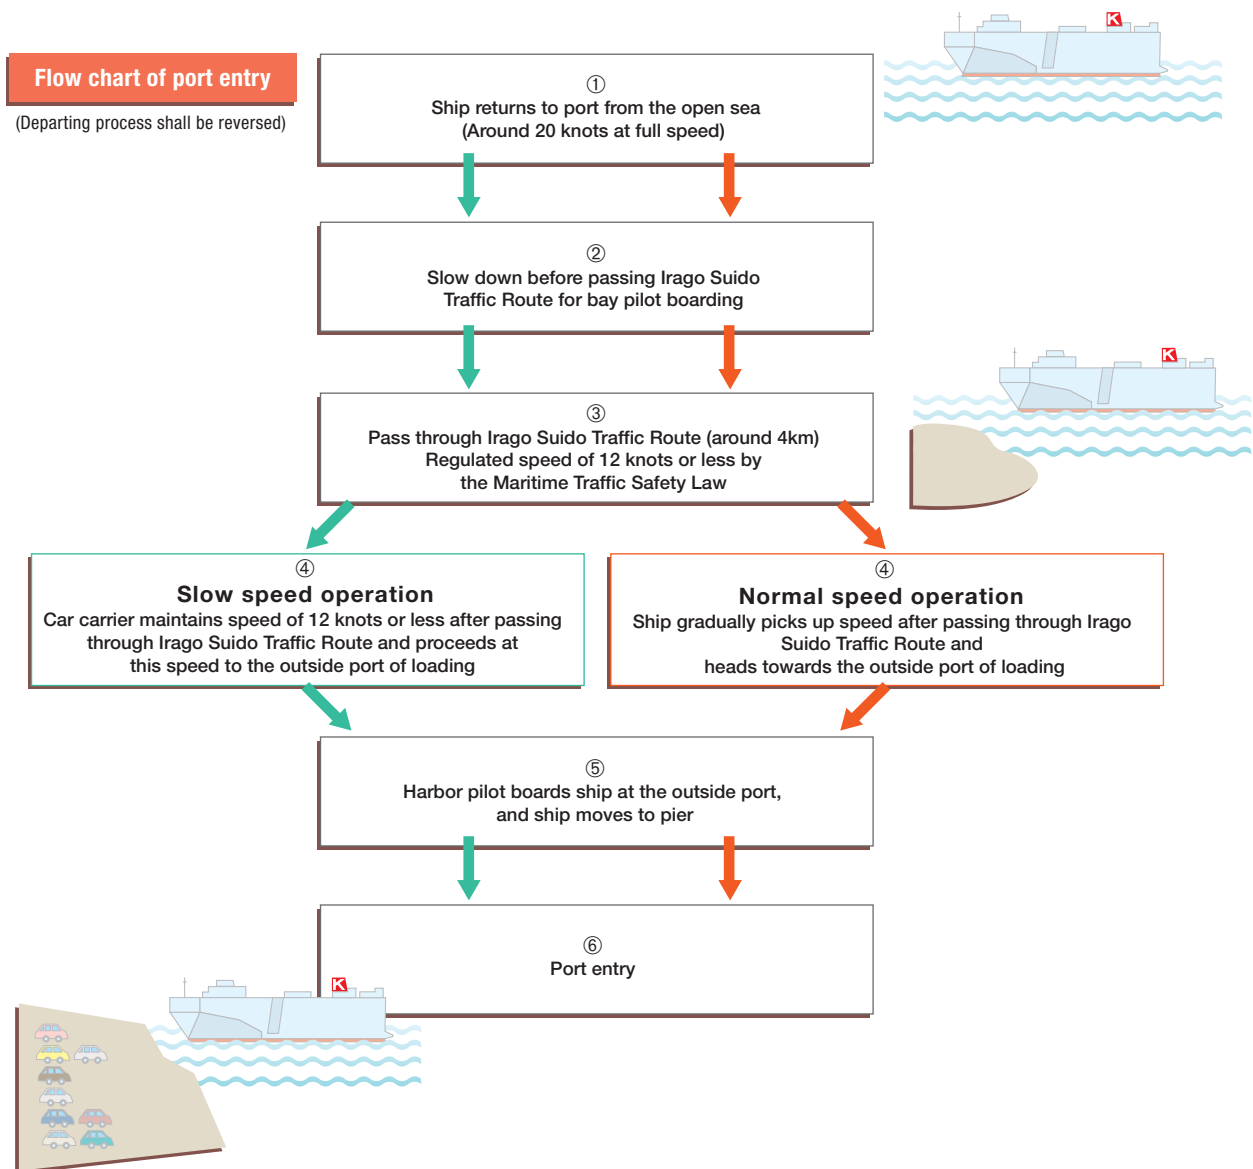 Flow chart of port entry
(Departing process shall be reversed)
①
Ship returns to port from the open sea
(Around 20 knots at full speed)
②
Slow down before passing Irago Suido
Traffic Route for bay pilot boarding
③
Pass through Irago Suido Traffic Route (around 4km)
Regulated speed of 12 knots or less by
the Maritime Traffic Safety Law
④
Slow speed operation
Car carrier maintains speed of 12 knots or less after passing
through Irago Suido Traffic Route and proceeds at
this speed to the outside port of loading
④
Normal speed operation
Ship gradually picks up speed after passing through Irago
Suido Traffic Route and
heads towards the outside port of loading
⑤
Harbor pilot boards ship at the outside port,
and ship moves to pier
⑥
Port entry
K
K
K